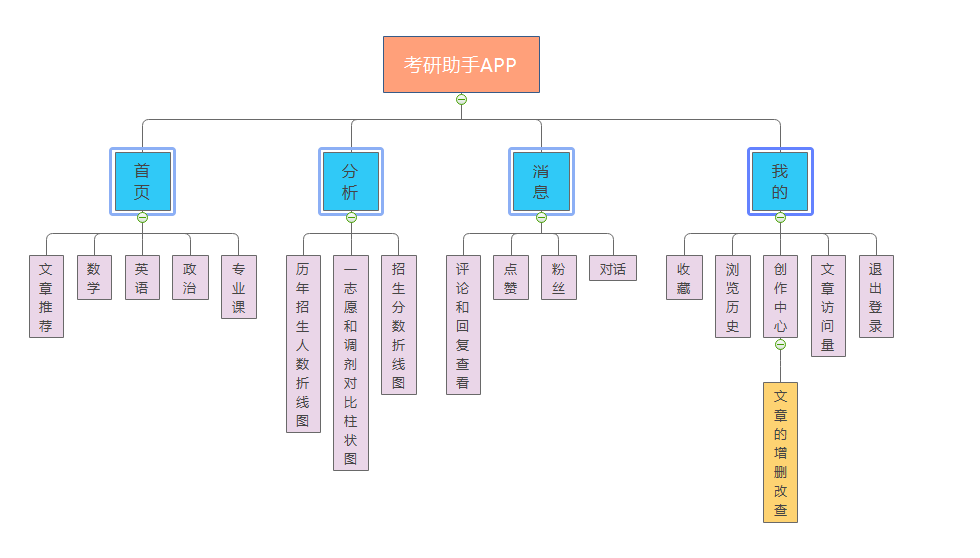 考研助手APP
首页
分析
消息
我的
文章推荐
数学
英语
政治
专业课
历年招生人数折线图
一志愿和调剂对比柱状图
招生分数折线图
评论和回复查看
点赞
粉丝
对话
收藏
浏览历史
创作中心
文章访问量
退出登录
文章的增删改查